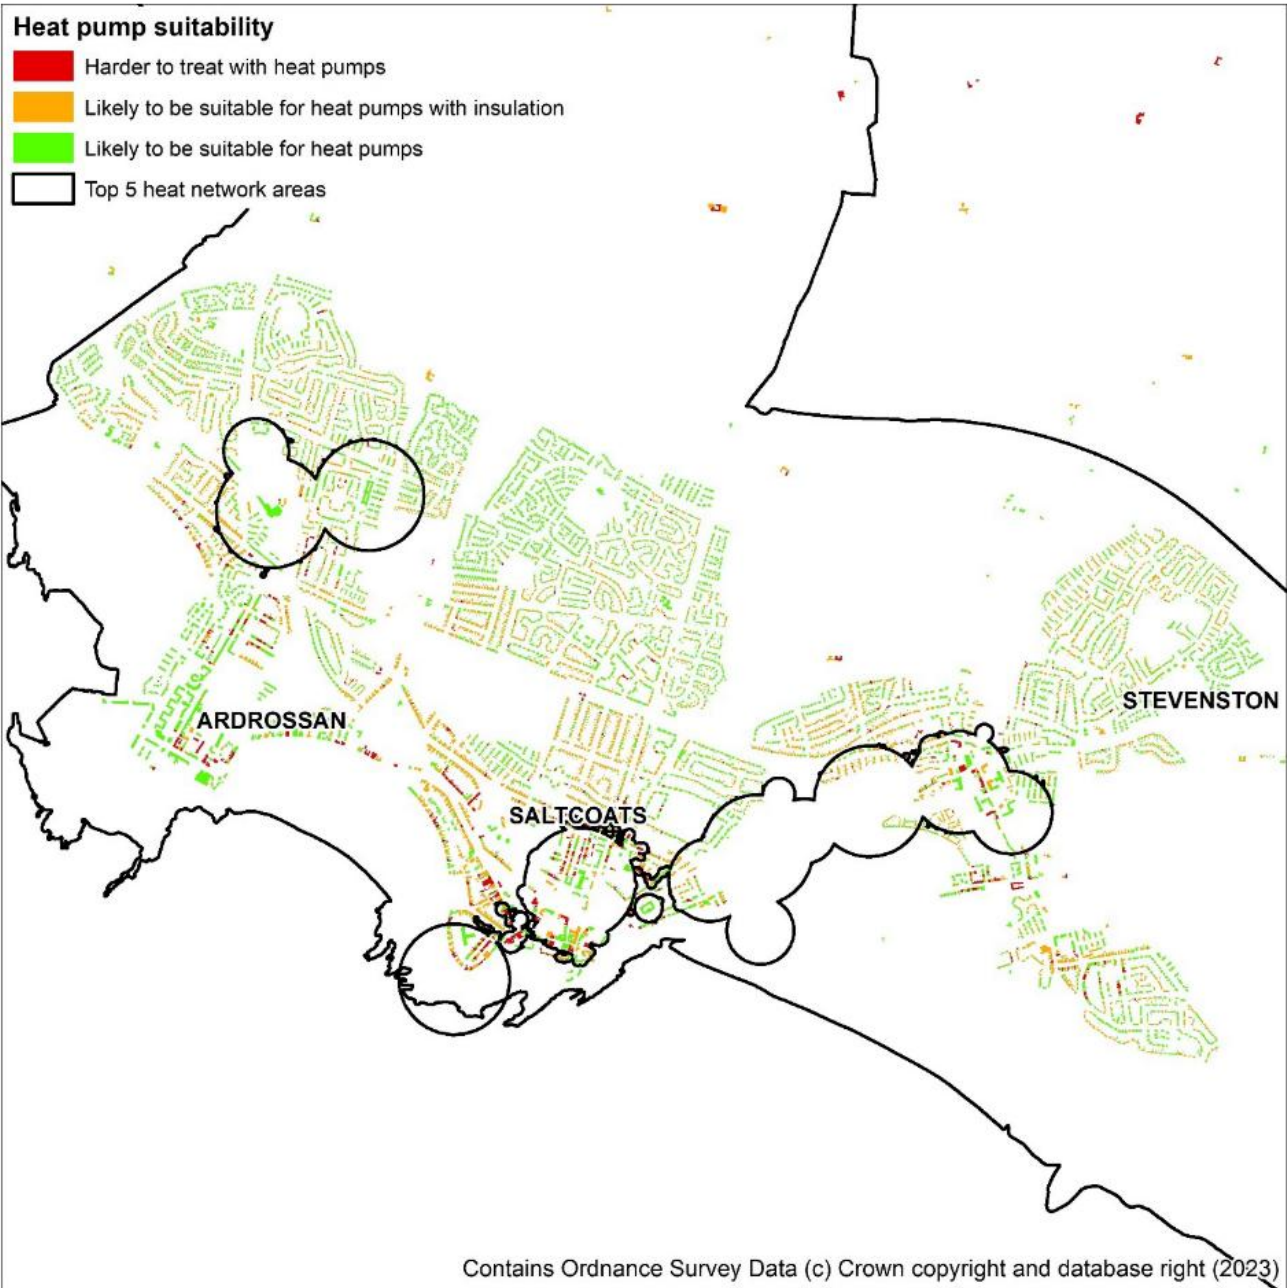 Heat pump suitability
Harder to treat with heat pumps
Likely to be suitable for heat pumps with insulation
Likely to be suitable for heat pumps
Top 5 heat network areas
STEVENSTON
ARDROSSAN
SALTCOATS
Contains Ordnance Survey Data (c) Crown copyright and database right (2023)